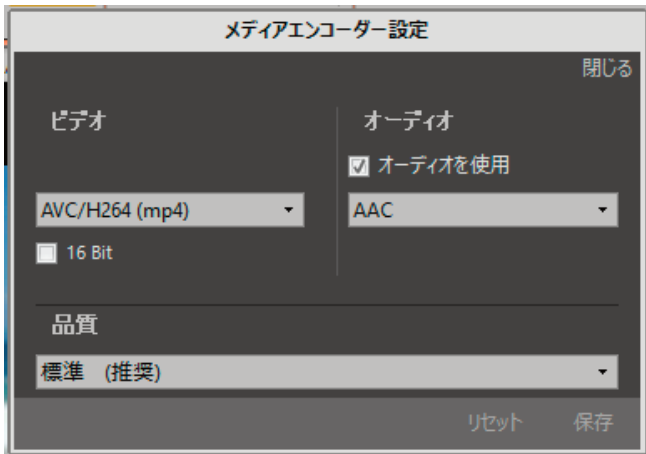 メディアエンコーダー設定
閉じる
ビデオ
オーディオ
オーディオを使用
AVC/H264 (mp4)
AAC
16 Bit
品質
標準 (推奨)
リセット 保存